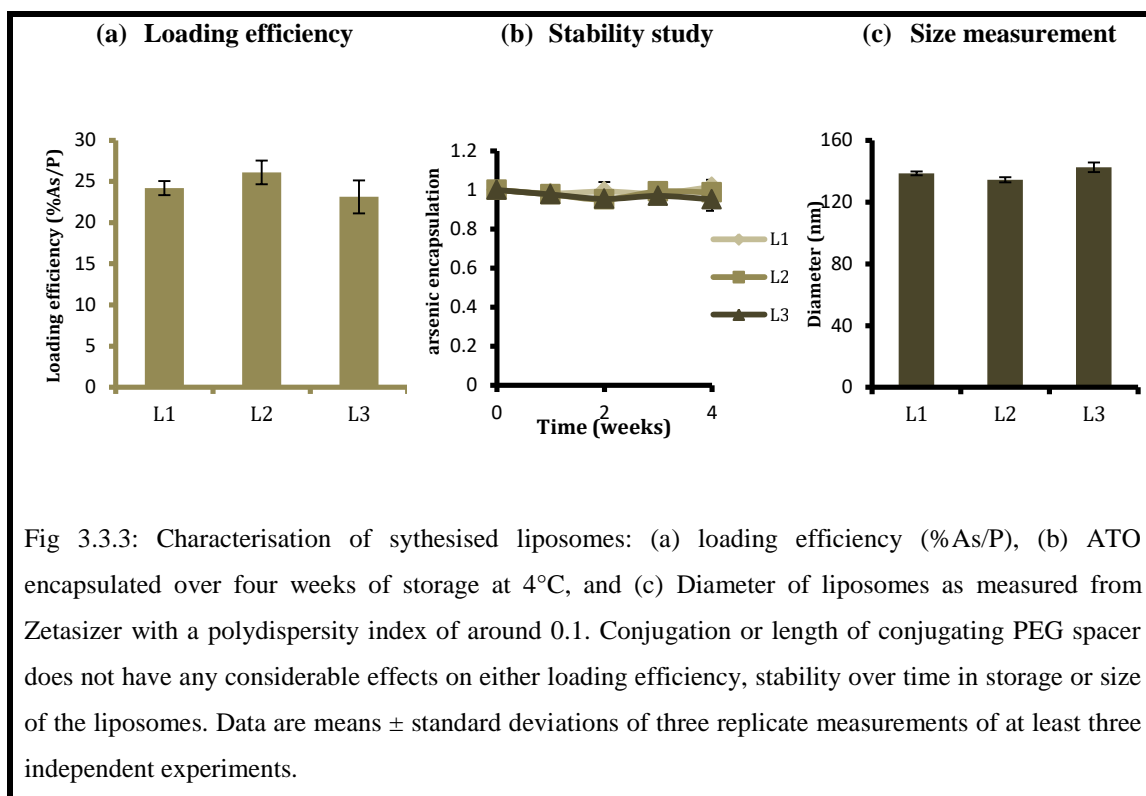 (a) Loading efficiency
(b) Stability study
(c) Size measurement
Loading efficiency (%As/P)
30
25
20
15
10
5
0
L1 L2 L3
arsenic encapsulation
1.2
1
0.8
0.6
0.4
0.2
0
0 2 4
Time (weeks)
L1
L2
L3
Diameter (nm)
160
120
80
40
0
L1 L2 L3
Fig 3.3.3: Characterisation of sythesised liposomes: (a) loading efficiency (%As/P), (b) ATO
encapsulated over four weeks of storage at 4°C, and (c) Diameter of liposomes as measured from
Zetasizer with a polydispersity index of around 0.1. Conjugation or length of conjugating PEG spacer
does not have any considerable effects on either loading efficiency, stability over time in storage or size
of the liposomes. Data are means ± standard deviations of three replicate measurements of at least three
independent experiments.